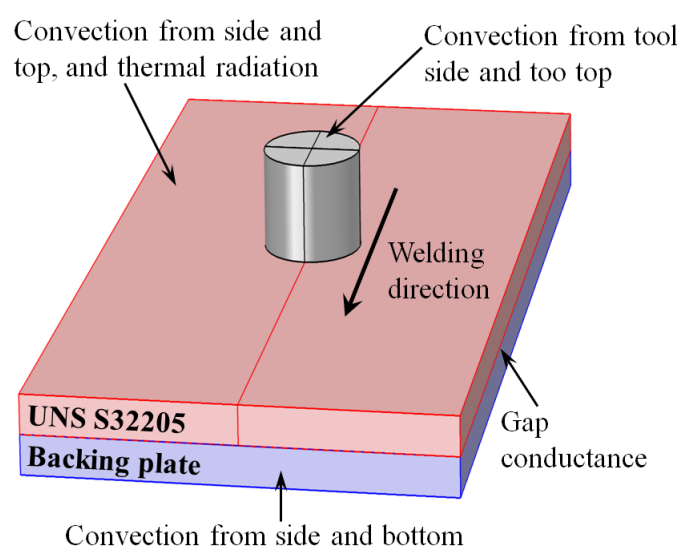 Convection from side and
top, and thermal radiation
Convection from tool
side and too top
Welding
direction
UNS S32205
Backing plate
Gap
conductance
Convection from side and bottom